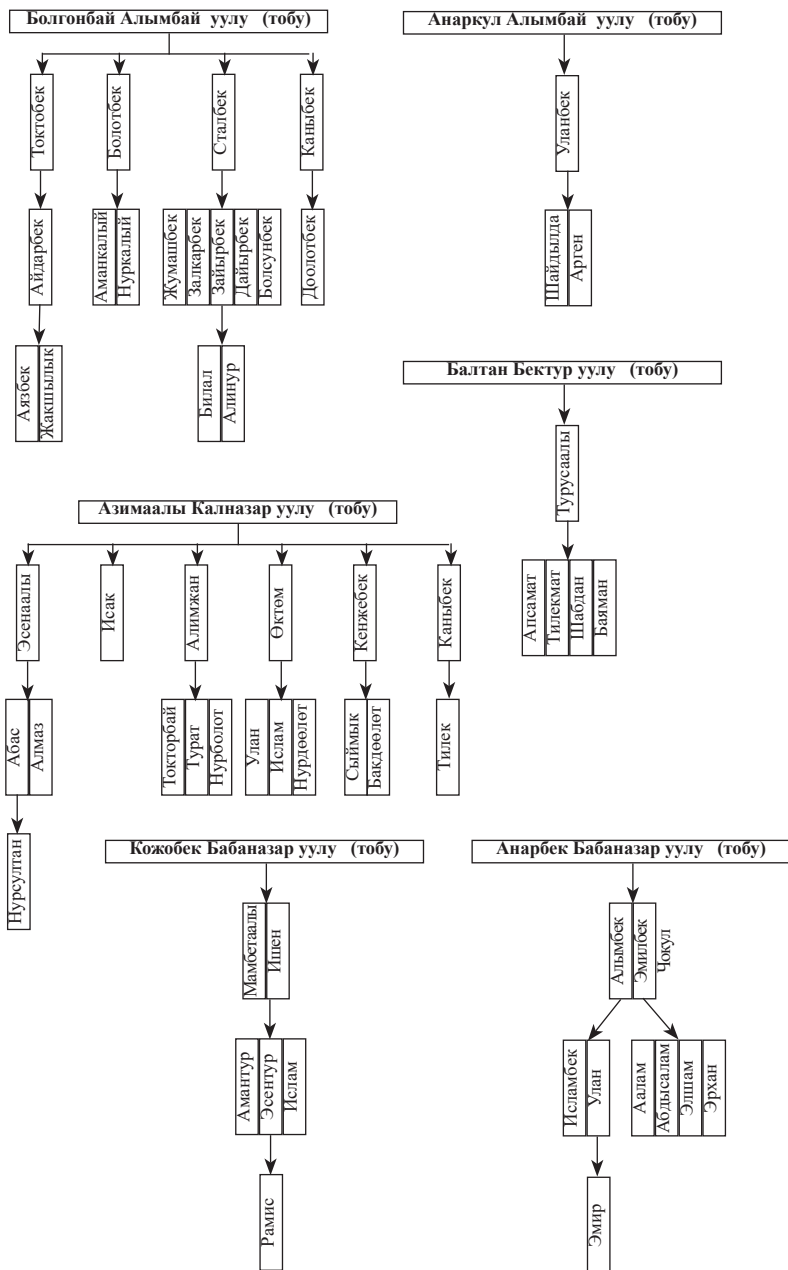 Болгонбай Алымбай уулу (тобу)
Токтобек
Болотбек
Сталбек
Каныбек
Айдарбек
Аманкалый
Нуркалый
Жумашбек
Залкарбек
Зайырбек
Дайырбек
Болсунбек
Доолотбек
Аязбек
Жакшылык
Билал
Алинур
Анаркул Алымбай уулу (тобу)
Уланбек
Шайдылда
Арген
Балтан Бектур уулу (тобу)
Турусаалы
Апсамат
Тилекмат
Шабдан
Баяман
Азимаалы Калназар уулу (тобу)
Эсенаалы
Исак
Алимжан
Өктөм
Кенжебек
Каныбек
Абас
Алмаз
Токторбай
Турат
Нурболот
Улан
Ислам
Нурдөөлөт
Сыймык
Бакдөөлөт
Тилек
Нурсултан
Кожобек Бабаназар уулу (тобу)
Мамбетаалы
Ишен
Амантур
Эсентур
Ислам
Рамис
Анарбек Бабаназар уулу (тобу)
Алымбек
Эмилбек
Чокул
Исламбек
Улан
Аалам
Абдысалам
Элшам
Эрхан
Эмир